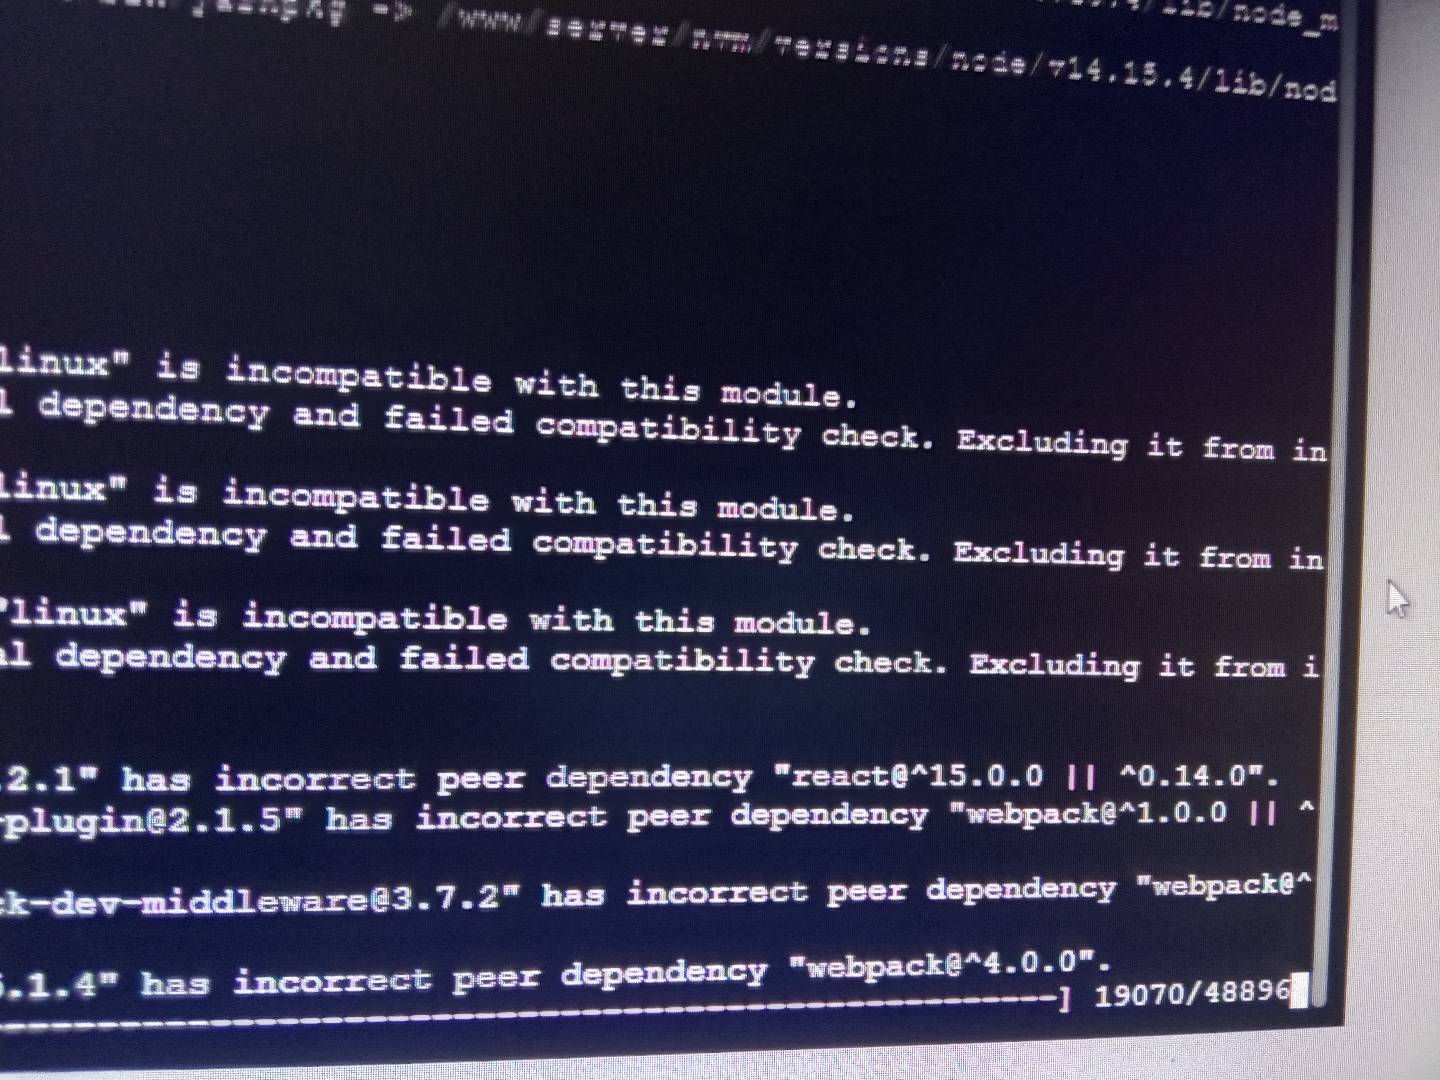 /lib/node_m
-> /www/server/nvm/versions/node/v14.15.4/lib/nod
linux" is incompatible with this module.
l dependency and failed compatibility check. Excluding it from in
linux" is incompatible with this module.
l dependency and failed compatibility check. Excluding it from in
"linux" is incompatible with this module.
al dependency and failed compatibility check. Excluding it from i
.2.1" has incorrect peer dependency "react@^15.0.0 || ^0.14.0".
-plugin@2.1.5" has incorrect peer dependency "webpack@^1.0.0 || ^
ck-dev-middleware@3.7.2" has incorrect peer dependency "webpack@^
.1.4" has incorrect peer dependency "webpack@^4.0.0".
--------------------------------------------------------------] 19070/48896